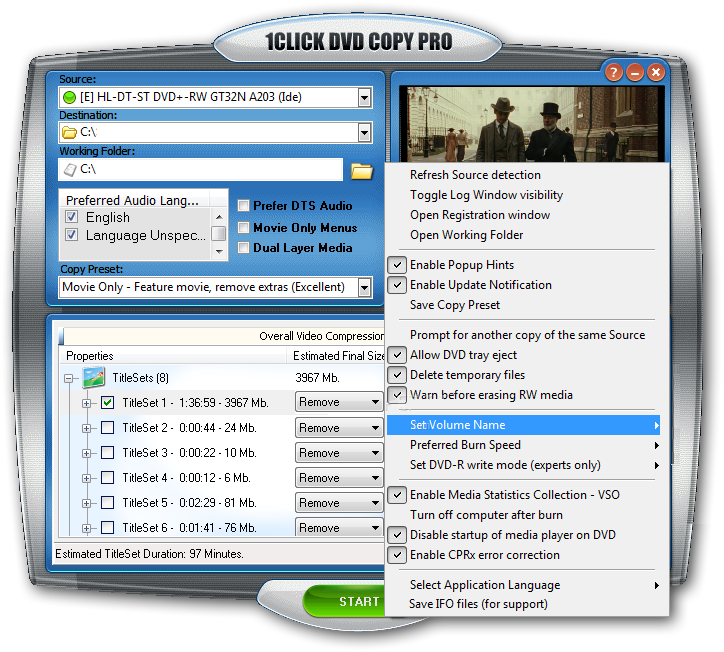 1CLICK DVD COPY PRO
Source:
? – ×
[E] HL-DT-ST DVD+-RW GT32N A203 (Ide)
Destination:
C:\
Working Folder:
C:\
Preferred Audio Lang...
English
Language Unspec...
Prefer DTS Audio
Movie Only Menus
Dual Layer Media
Copy Preset:
Movie Only - Feature movie, remove extras (Excellent)
Overall Video Compression
Properties
Estimated Final Size
TitleSets (8)
3967 Mb.
TitleSet 1 - 1:36:59 - 3967 Mb.
Remove
TitleSet 2 - 0:00:44 - 24 Mb.
Remove
TitleSet 3 - 0:00:22 - 10 Mb.
Remove
TitleSet 4 - 0:00:12 - 6 Mb.
Remove
TitleSet 5 - 0:02:29 - 81 Mb.
Remove
TitleSet 6 - 0:01:41 - 76 Mb.
Remove
Estimated TitleSet Duration: 97 Minutes.
START
Refresh Source detection
Toggle Log Window visibility
Open Registration window
Open Working Folder
Enable Popup Hints
Enable Update Notification
Save Copy Preset
Prompt for another copy of the same Source
Allow DVD tray eject
Delete temporary files
Warn before erasing RW media
Set Volume Name
Preferred Burn Speed
Set DVD-R write mode (experts only)
Enable Media Statistics Collection - VSO
Turn off computer after burn
Disable startup of media player on DVD
Enable CPRx error correction
Select Application Language
Save IFO files (for support)